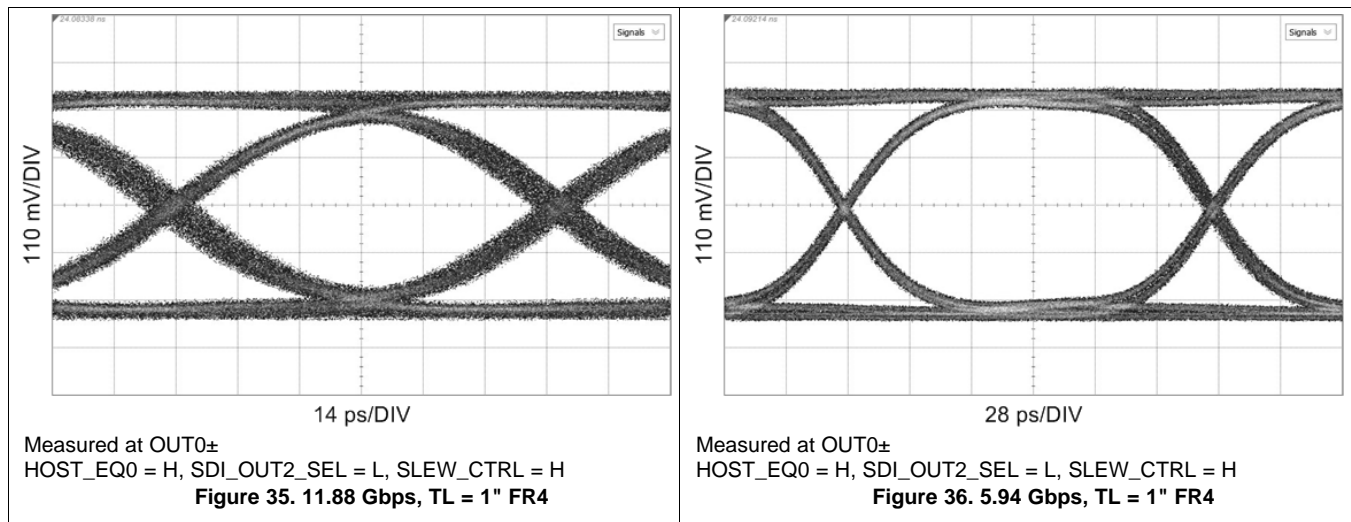 24.08338 ns
Signals
110 mV/DIV
14 ps/DIV
Measured at OUT0±
HOST_EQ0 = H, SDI_OUT2_SEL = L, SLEW_CTRL = H
Figure 35. 11.88 Gbps, TL = 1" FR4
24.09214 ns
Signals
110 mV/DIV
28 ps/DIV
Measured at OUT0±
HOST_EQ0 = H, SDI_OUT2_SEL = L, SLEW_CTRL = H
Figure 36. 5.94 Gbps, TL = 1" FR4